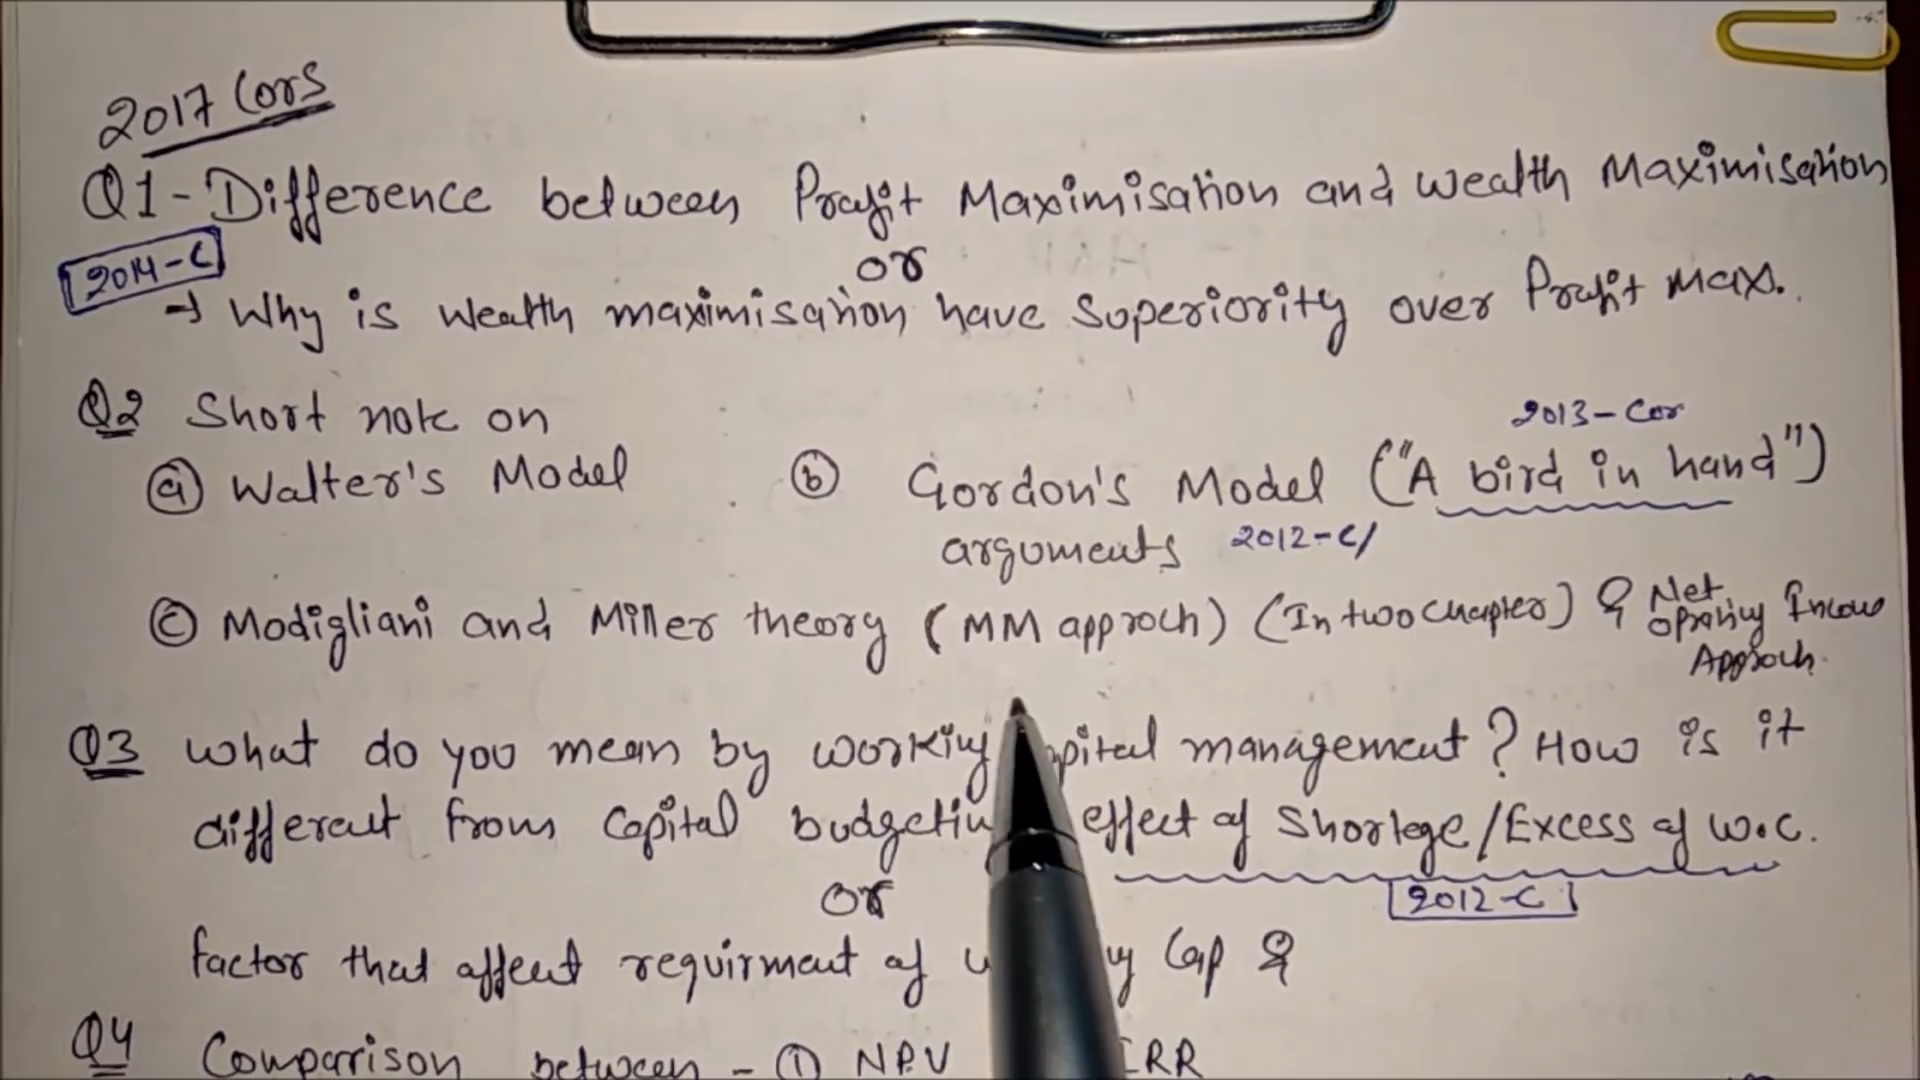 2017 Cors
Q1- Difference between Profit Maximisation and Wealth Maximisation
or
2014-C
→ Why is Wealth maximisation have Superiority over Profit Max.
Q2 Short note on
2013-Cor
(a) Walter's Model (b) Gordon's Model ("A bird in hand")
arguments 2012-C/
(c) Modigliani and Miller theory (MM approch) (In two Chapter) & Net
Oprating Income
Approch.
Q3 What do you mean by working management? How is it
different from Capital effect of Shortege/Excess of W.C.
or
2012-C
factor that affect requirment of Cap &
Q4 Comparison between - (1) NPV IRR